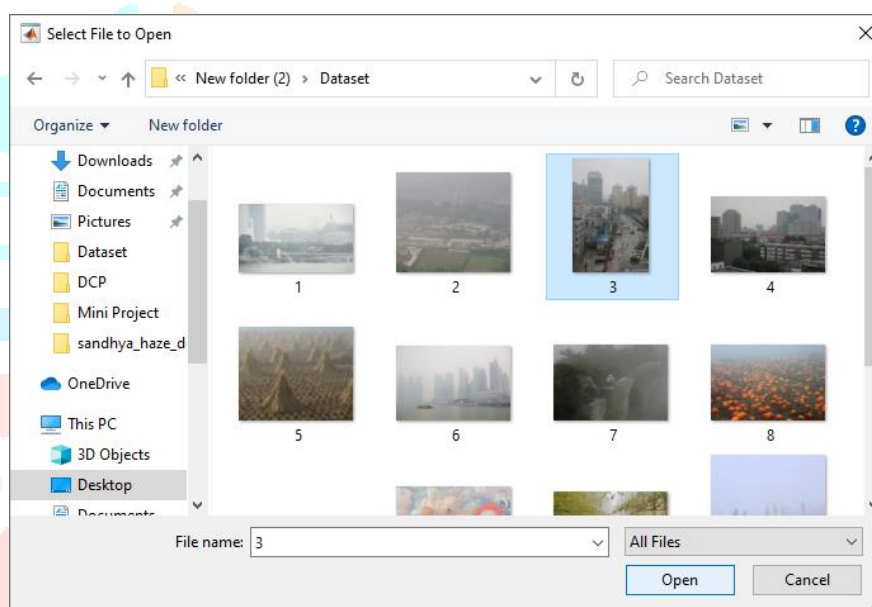 Select File to Open
« New folder (2) › Dataset
Search Dataset
Organize
New folder
?
Downloads
Documents
Pictures
Dataset
DCP
Mini Project
sandhya_haze_d
OneDrive
This PC
3D Objects
Desktop
Documents
1
2
3
4
5
6
7
8
File name: 3
All Files
Open
Cancel